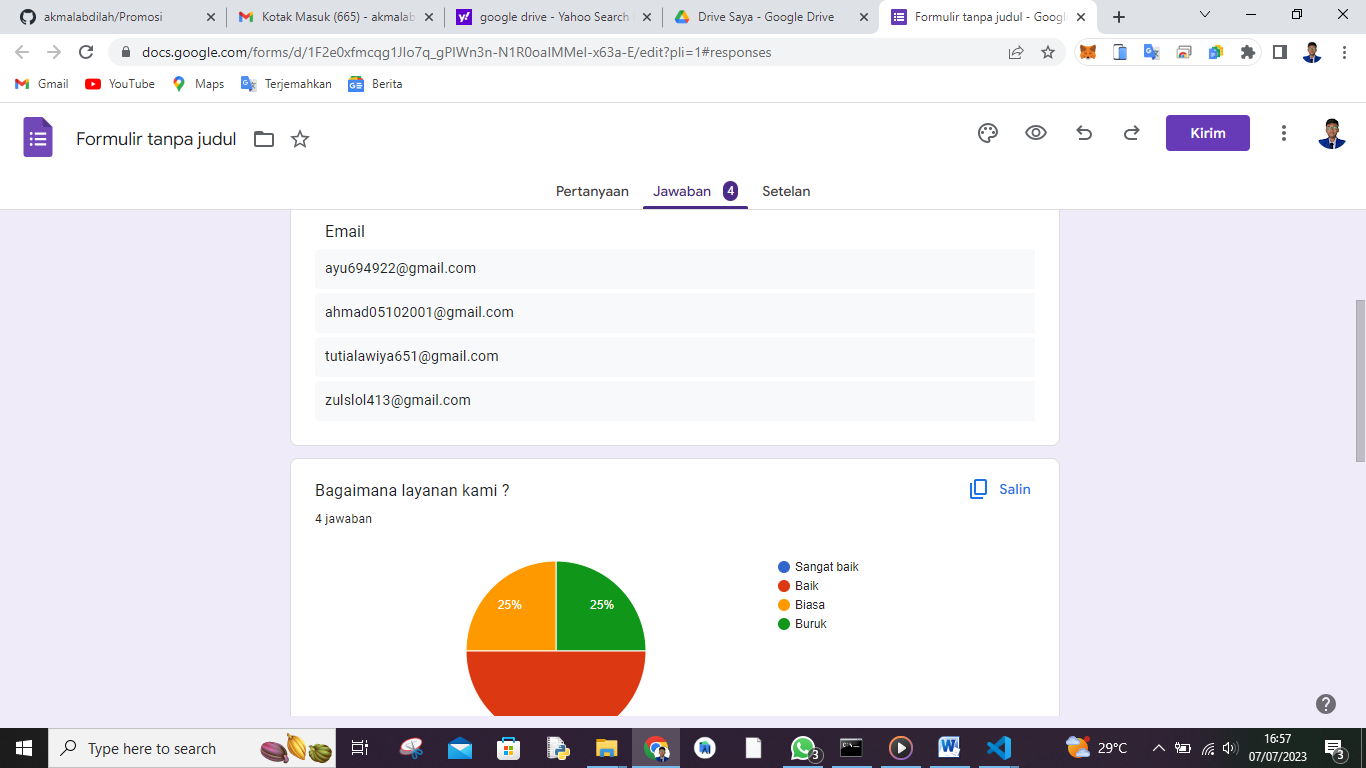 akmalabdilah/Promosi
Kotak Masuk (665) - akmalab
google drive - Yahoo Search
Drive Saya - Google Drive
Formulir tanpa judul - Googl
docs.google.com/forms/d/1F2e0xfmcqg1JIo7q_gPlWn3n-N1R0oaIMMeI-x63a-E/edit?pli=1#responses
Gmail
YouTube
Maps
Terjemahkan
Berita
Formulir tanpa judul
Kirim
Pertanyaan
Jawaban 4
Setelan
Email
ayu694922@gmail.com
ahmad05102001@gmail.com
tutialawiya651@gmail.com
zulslol413@gmail.com
Bagaimana layanan kami ?
Salin
4 jawaban
25%
25%
Sangat baik
Baik
Biasa
Buruk
Type here to search
3
29°C
16:57
07/07/2023
3